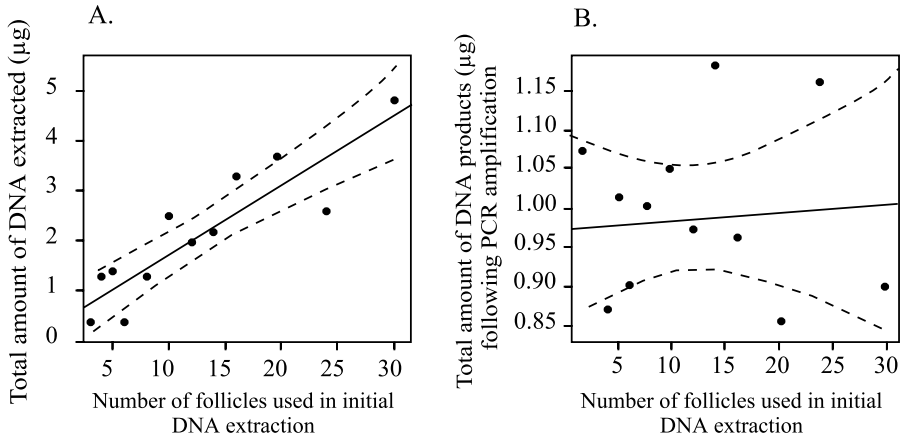 A.
Total amount of DNA extracted (µg)
5
4
3
2
1
0
5 10 15 20 25 30
Number of follicles used in initial
DNA extraction
B.
Total amount of DNA products (µg)
following PCR amplification
1.15
1.10
1.05
1.00
0.95
0.90
0.85
5 10 15 20 25 30
Number of follicles used in initial
DNA extraction